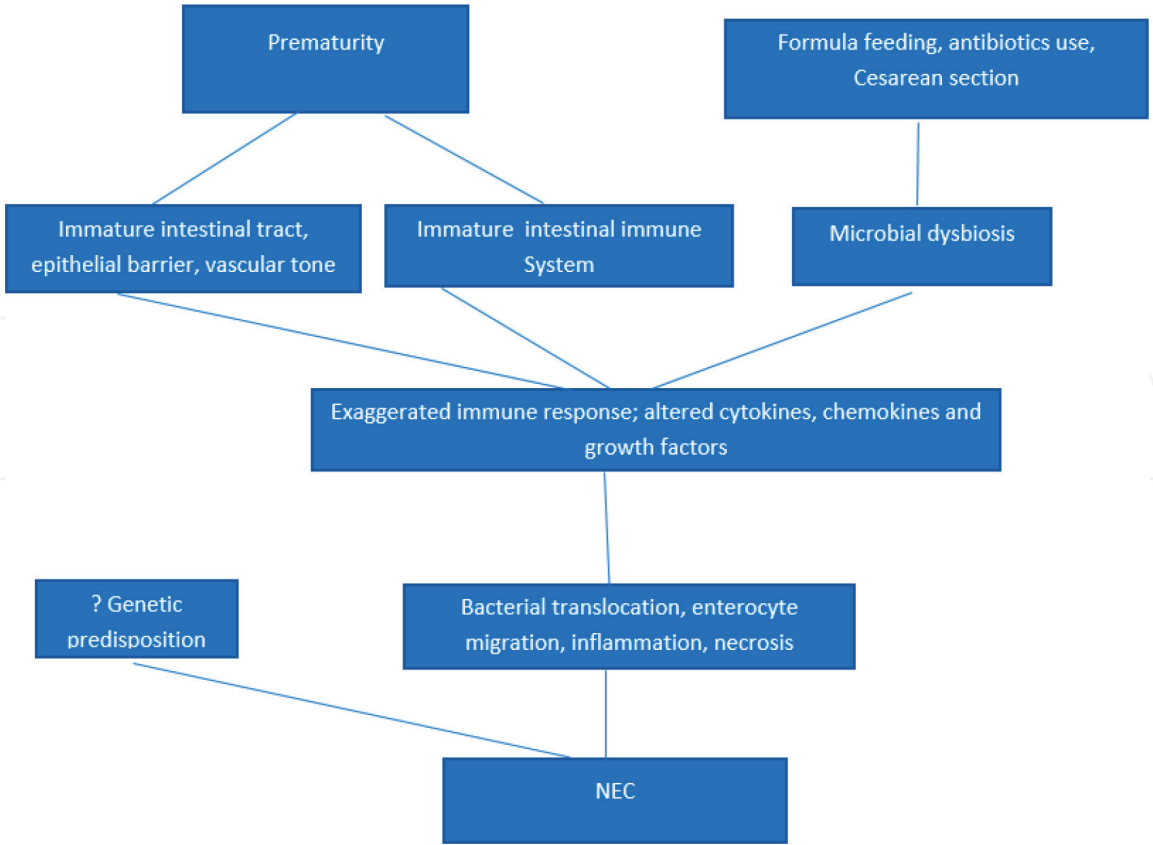 Prematurity
Formula feeding, antibiotics use,
Cesarean section
Immature intestinal tract,
epithelial barrier, vascular tone
Immature intestinal immune
System
Microbial dysbiosis
Exaggerated immune response; altered cytokines, chemokines and
growth factors
? Genetic
predisposition
Bacterial translocation, enterocyte
migration, inflammation, necrosis
NEC